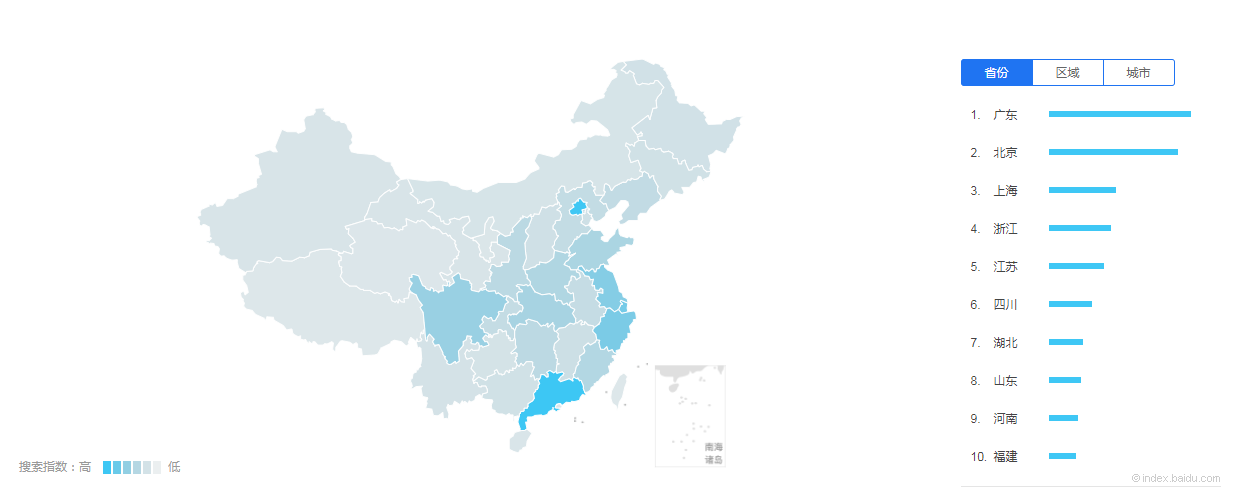 省份 区域 城市
1. 广东
2. 北京
3. 上海
4. 浙江
5. 江苏
6. 四川
7. 湖北
8. 山东
9. 河南
10. 福建
南海
诸岛
搜索指数：高 低
©index.baidu.com